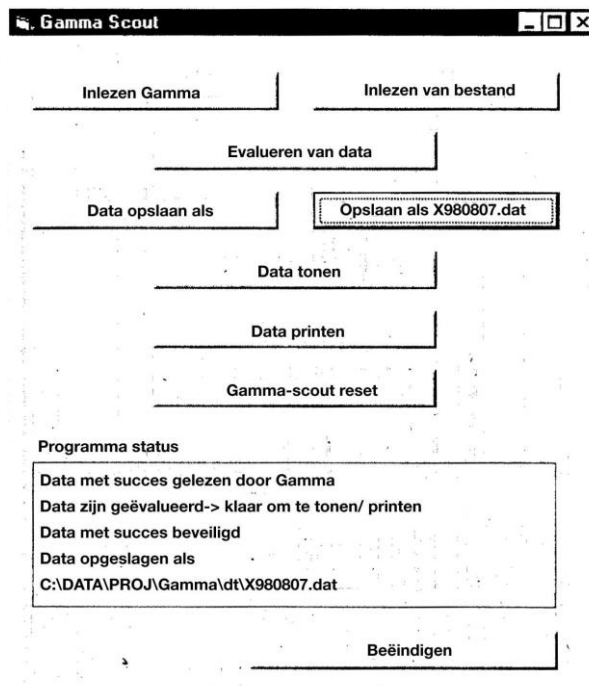 Gamma Scout
Inlezen Gamma
Inlezen van bestand
Evalueren van data
Data opslaan als
Opslaan als X980807.dat
Data tonen
Data printen
Gamma-scout reset
Programma status
Data met succes gelezen door Gamma
Data zijn geëvalueerd-> klaar om te tonen/ printen
Data met succes beveiligd
Data opgeslagen als
C:\DATA\PROJ\Gamma\dt\X980807.dat
Beëindigen